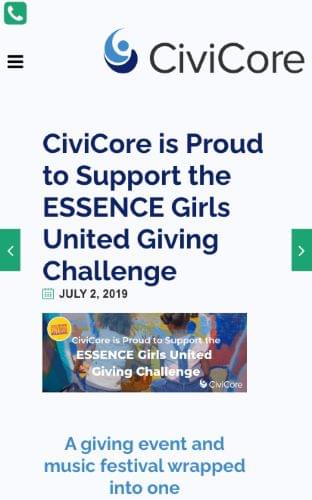 CiviCore
CiviCore is Proud
to Support the
ESSENCE Girls
United Giving
Challenge
JULY 2, 2019
CiviCore is Proud to Support the
ESSENCE Girls United
Giving Challenge
CiviCore
A giving event and
music festival wrapped
into one